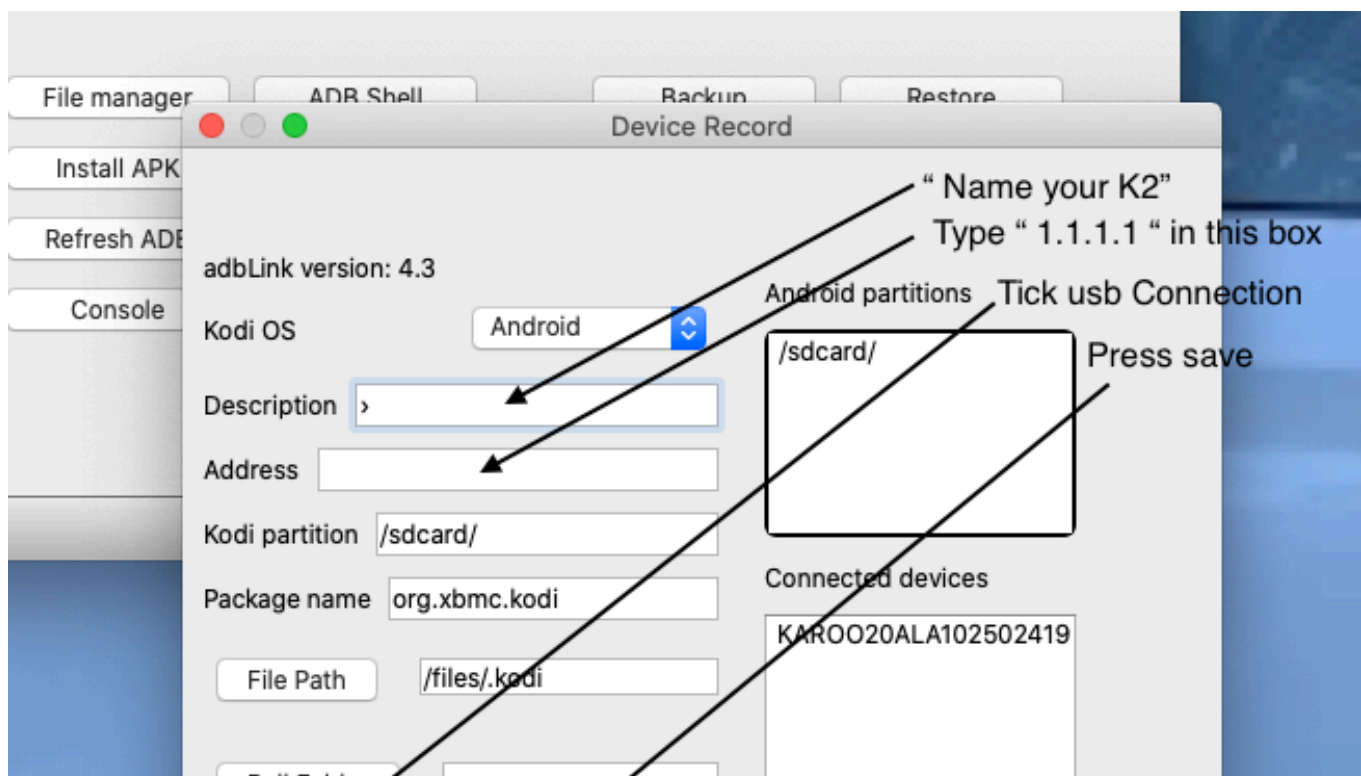 File manager
ADB Shell
Backup
Restore
Device Record
Install APK
“ Name your K2”
Refresh ADB
Type “ 1.1.1.1 “ in this box
adbLink version: 4.3
Android partitions
Tick usb Connection
Console
Kodi OS
Android
/sdcard/
Press save
Description
›
Address
Kodi partition
/sdcard/
Connected devices
Package name
org.xbmc.kodi
KAROO20ALA102502419
File Path
/files/.kodi